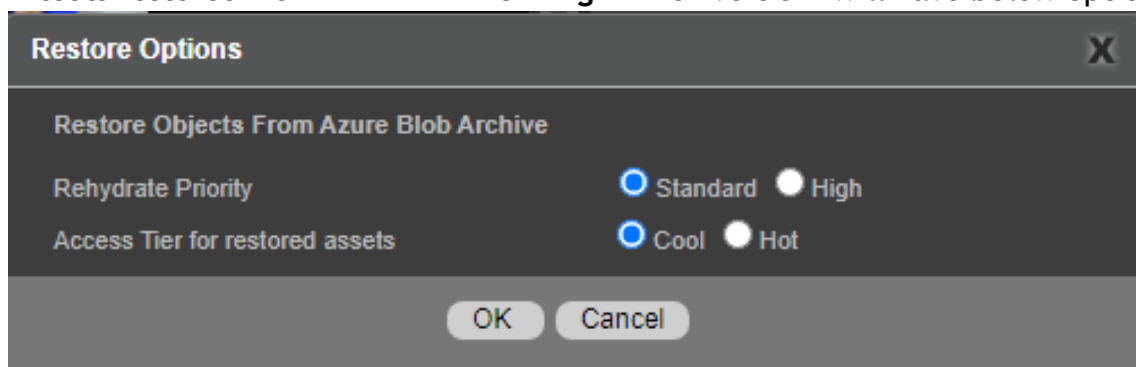 Restore Options X
Restore Objects From Azure Blob Archive
Rehydrate Priority Standard High
Access Tier for restored assets Cool Hot
OK Cancel